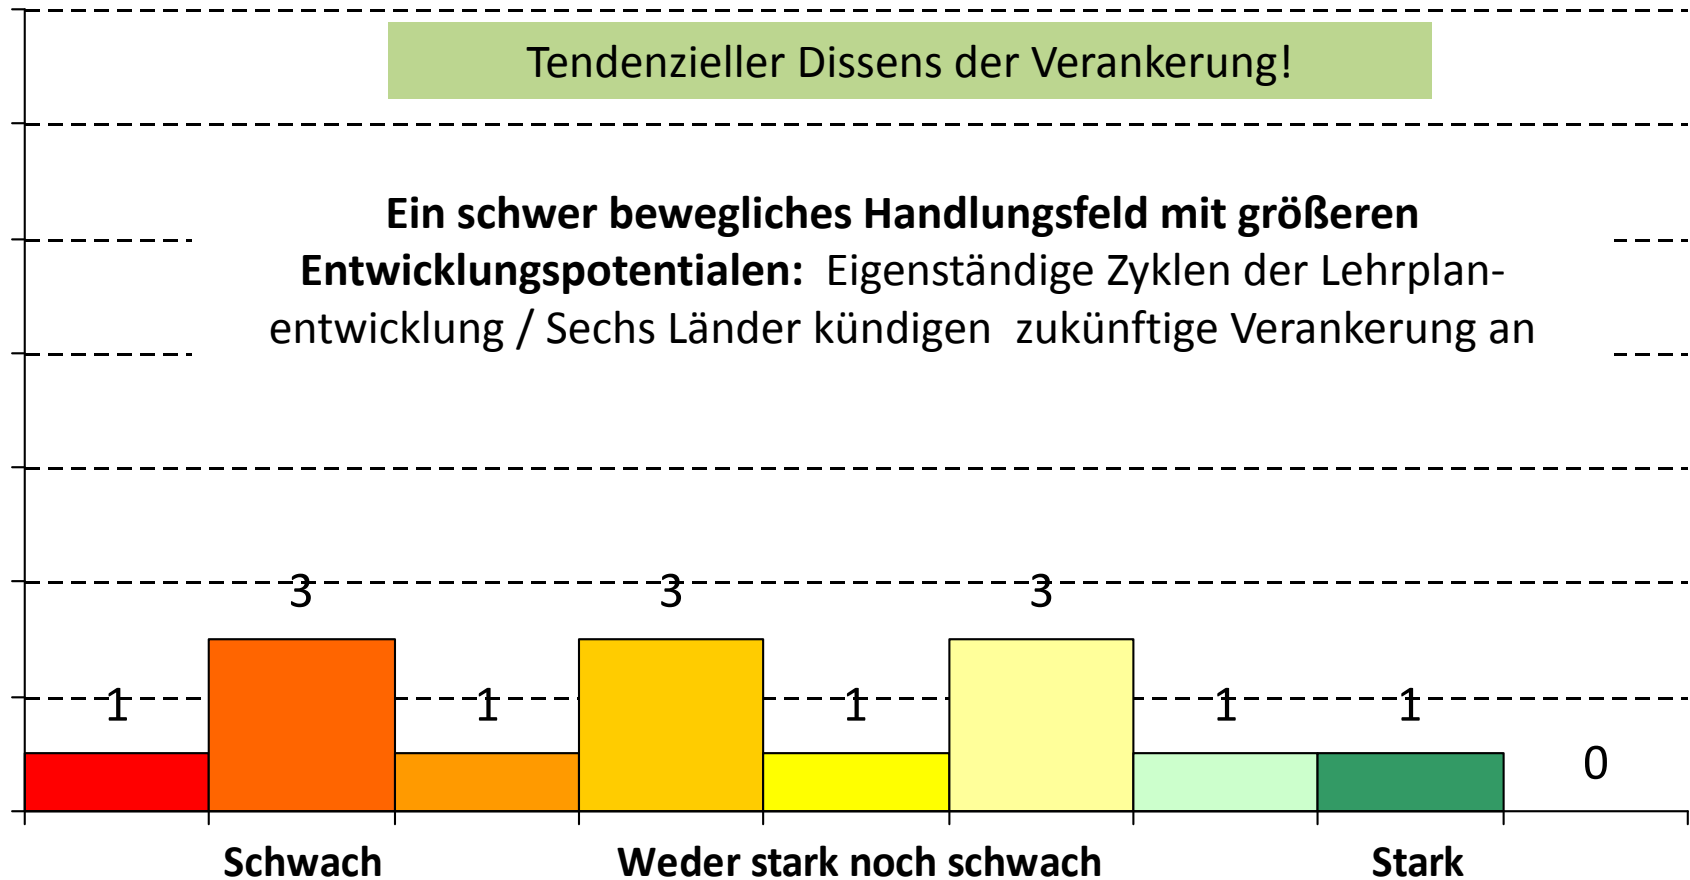 Tendenzieller Dissens der Verankerung!
Ein schwer bewegliches Handlungsfeld mit größeren
Entwicklungspotentialen: Eigenständige Zyklen der Lehrplan-
entwicklung / Sechs Länder kündigen zukünftige Verankerung an
3 3 3
1 1 1 1 1
0
Schwach Weder stark noch schwach Stark